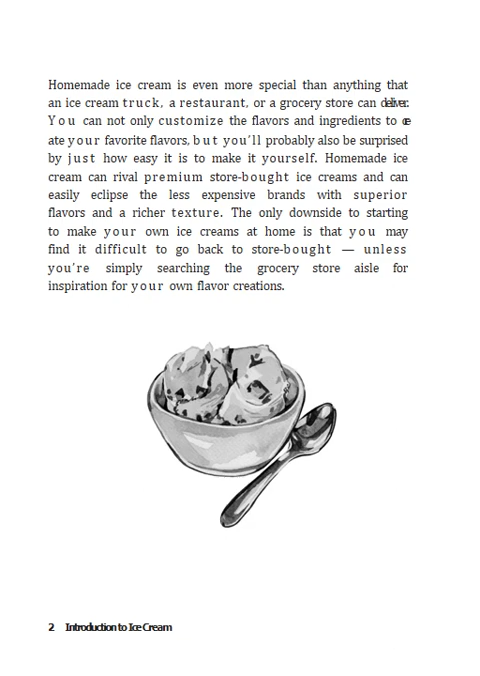 Homemade ice cream is even more special than anything that
an ice cream truck, a restaurant, or a grocery store can deliver.
You can not only customize the flavors and ingredients to cre
ate your favorite flavors, but you'll probably also be surprised
by just how easy it is to make it yourself. Homemade ice
cream can rival premium store-bought ice creams and can
easily eclipse the less expensive brands with superior
flavors and a richer texture. The only downside to starting
to make your own ice creams at home is that you may
find it difficult to go back to store-bought — unless
you're simply searching the grocery store aisle for
inspiration for your own flavor creations.
2 Introduction to Ice Cream